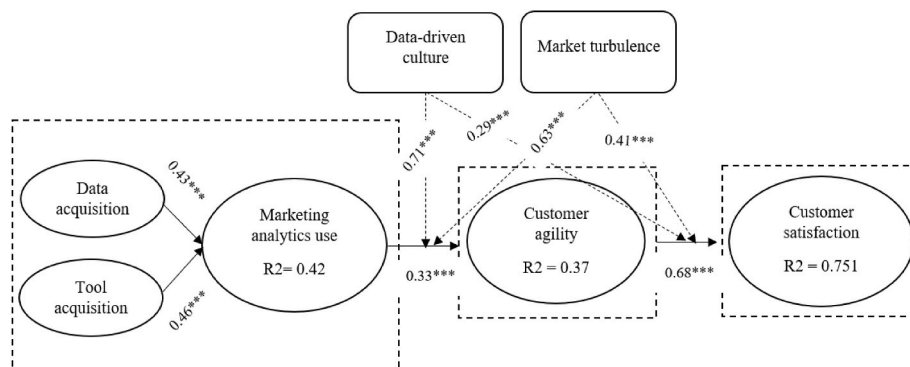 Data-driven
culture
Market turbulence
0.71***
0.29***
0.63***
0.41***
Data
acquisition
0.43***
Tool
acquisition
0.46***
Marketing
analytics use
R2= 0.42
0.33***
Customer
agility
R2 = 0.37
0.68***
Customer
satisfaction
R2 = 0.751